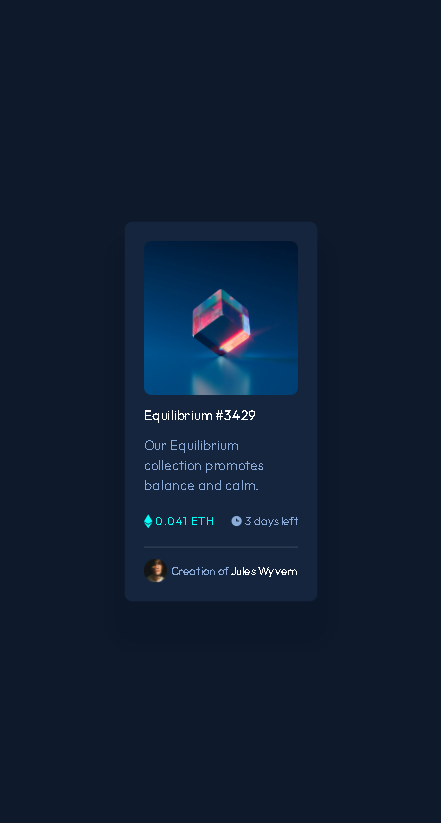 Equilibrium #3429
Our Equilibrium
collection promotes
balance and calm.
0.041 ETH 3 days left
Creation of Jules Wyvern